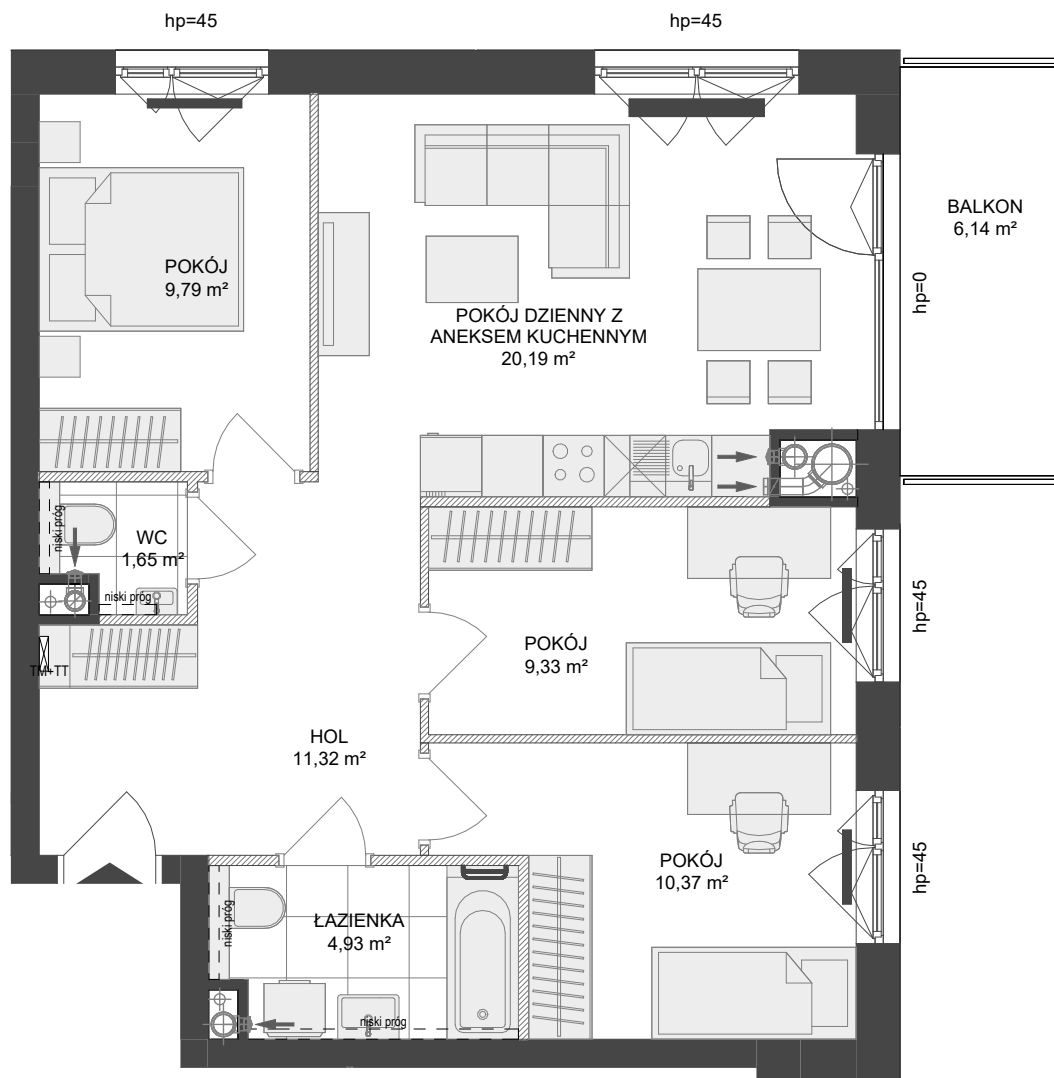 hp=45
hp=45
BALKON
6,14 m²
POKÓJ
9,79 m²
hp=0
POKÓJ DZIENNY Z
ANEKSEM KUCHENNYM
20,19 m²
niski próg
WC
1,65 m²
niski próg
hp=45
TM+TT
POKÓJ
9,33 m²
HOL
11,32 m²
POKÓJ
10,37 m²
hp=45
niski próg
ŁAZIENKA
4,93 m²
niski próg